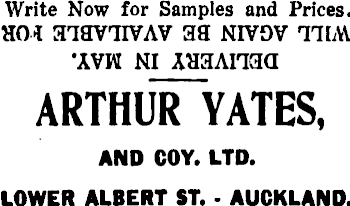 Write Now for Samples and Prices.
WILL AGAIN BE AVAILABLE FOR
DELIVERY IN MAY.
ARTHUR YATES,
AND COY. LTD.
LOWER ALBERT ST. - AUCKLAND.